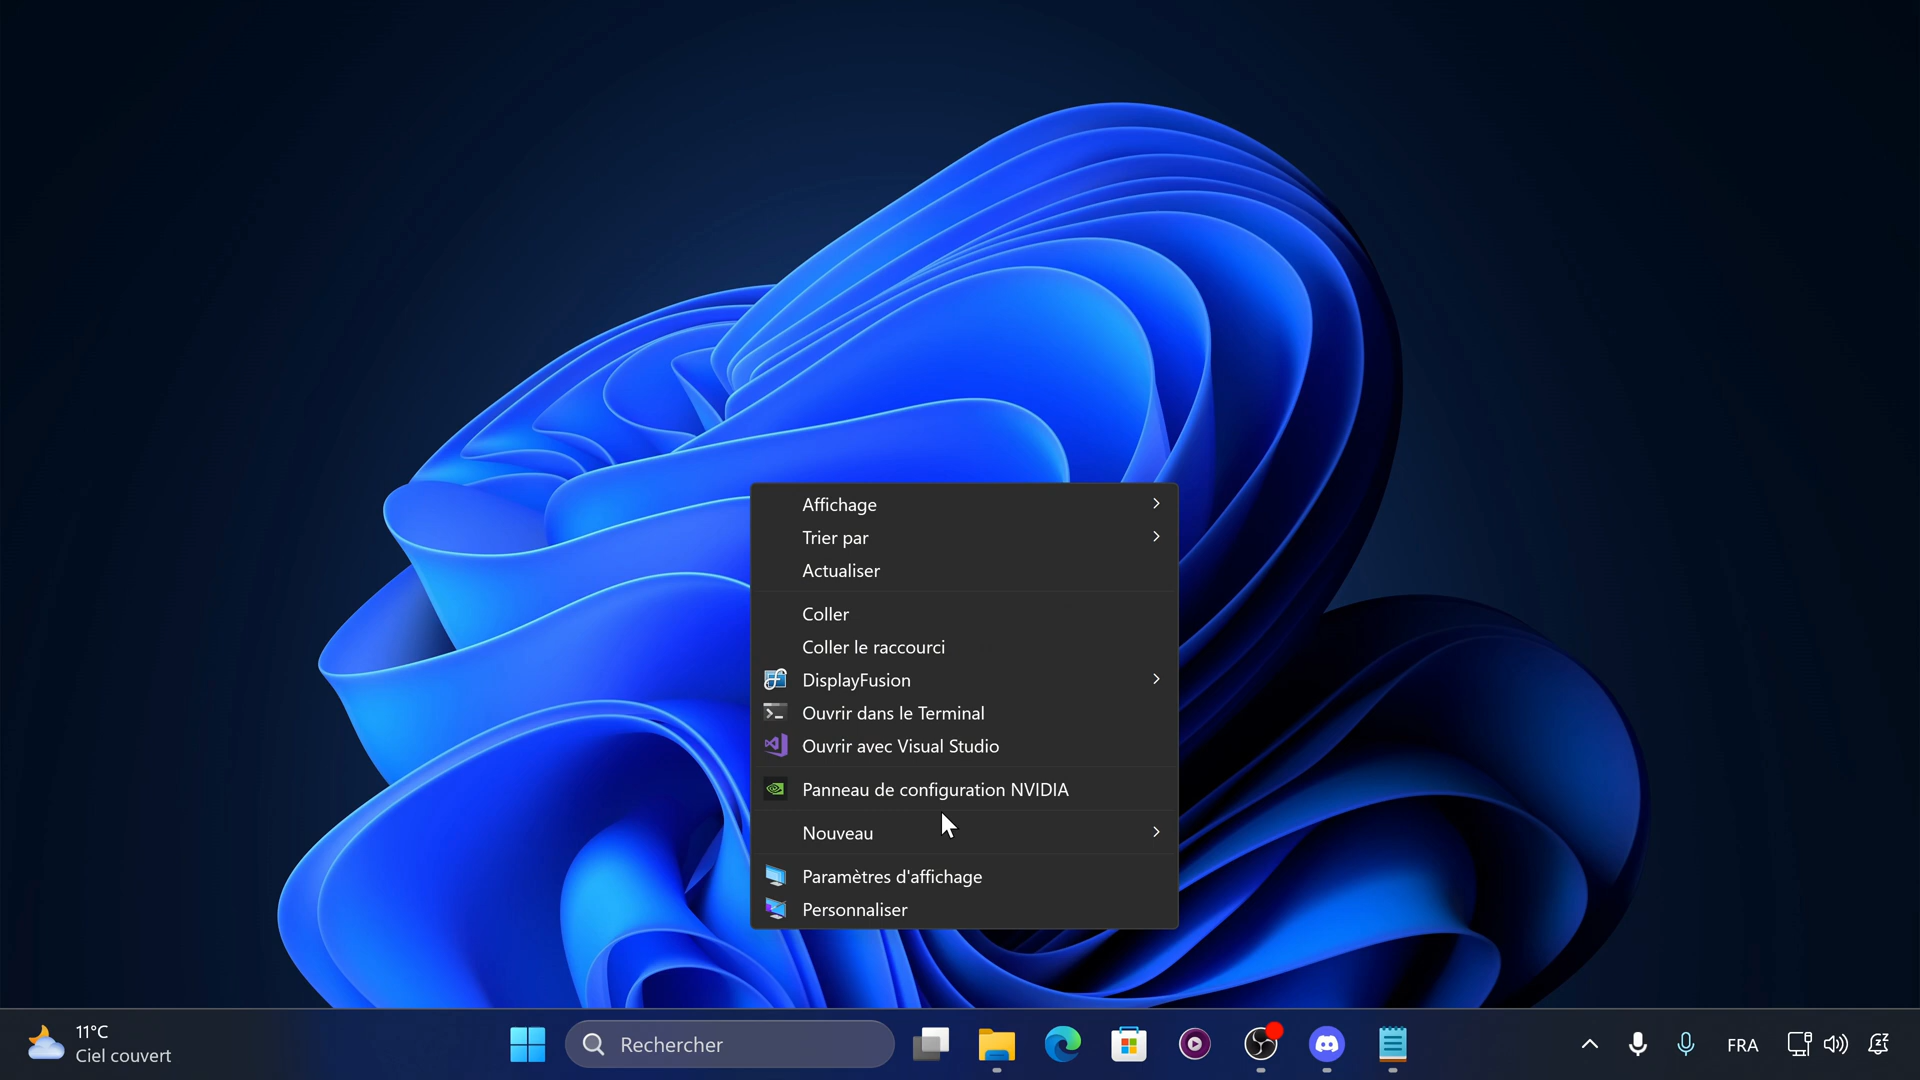 Affichage
Trier par
Actualiser
Coller
Coller le raccourci
DisplayFusion
Ouvrir dans le Terminal
Ouvrir avec Visual Studio
Panneau de configuration NVIDIA
Nouveau
Paramètres d'affichage
Personnaliser
11°C
Ciel couvert
Rechercher
FRA